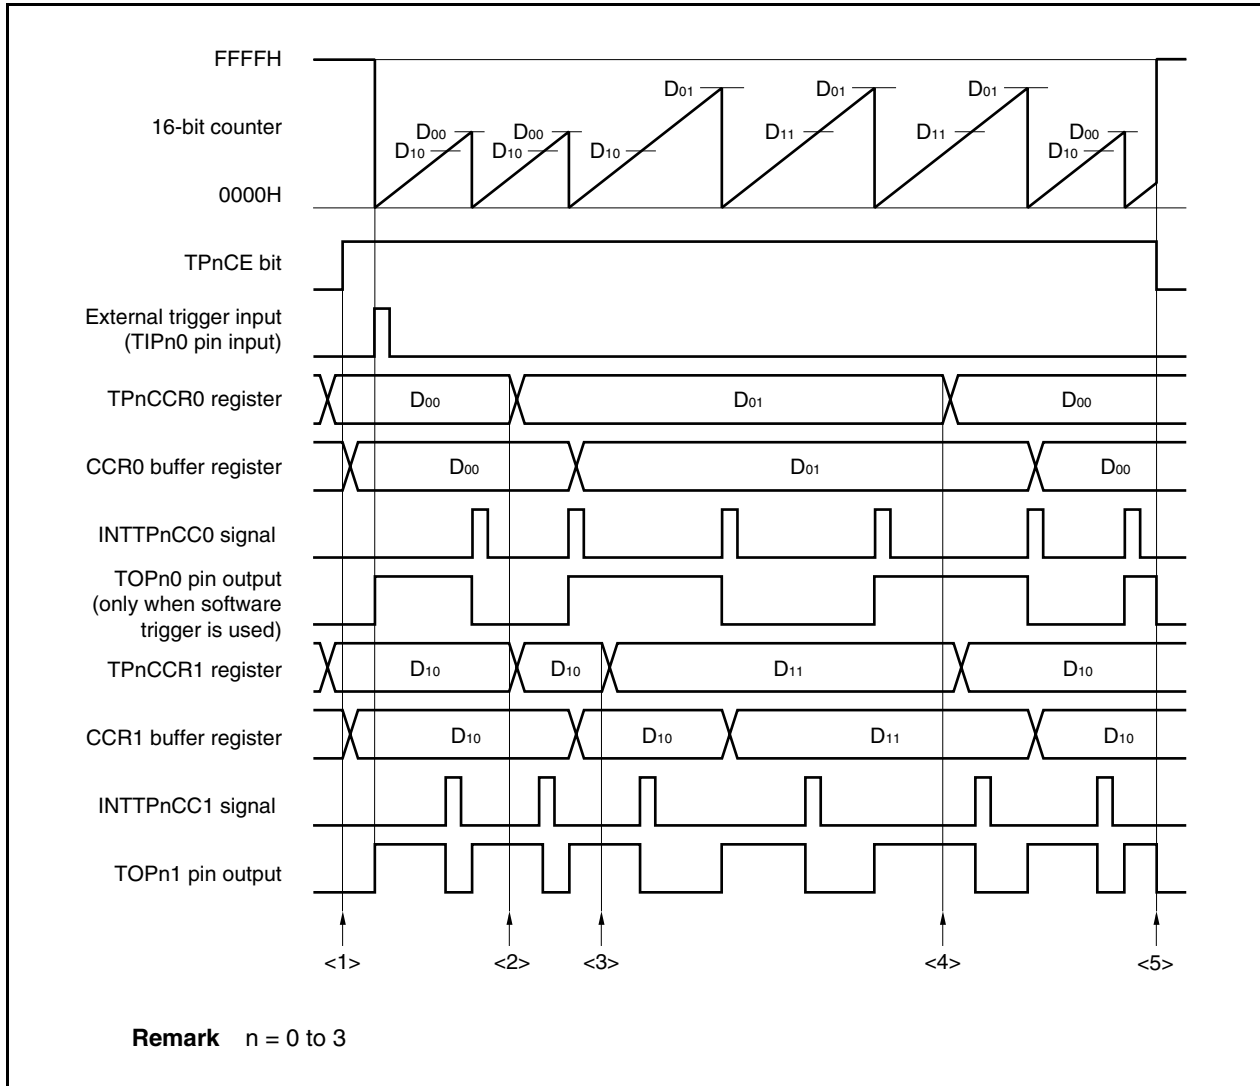 FFFFH
16-bit counter
0000H
D00
D10
D00
D10
D01
D10
D01
D11
D01
D11
D00
D10
TPnCE bit
External trigger input
(TIPn0 pin input)
TPnCCR0 register
D00
D01
D00
CCR0 buffer register
D00
D01
D00
INTTPnCC0 signal
TOPn0 pin output
(only when software
trigger is used)
TPnCCR1 register
D10
D10
D11
D10
CCR1 buffer register
D10
D10
D11
D10
INTTPnCC1 signal
TOPn1 pin output
<1>
<2>
<3>
<4>
<5>
Remark n = 0 to 3